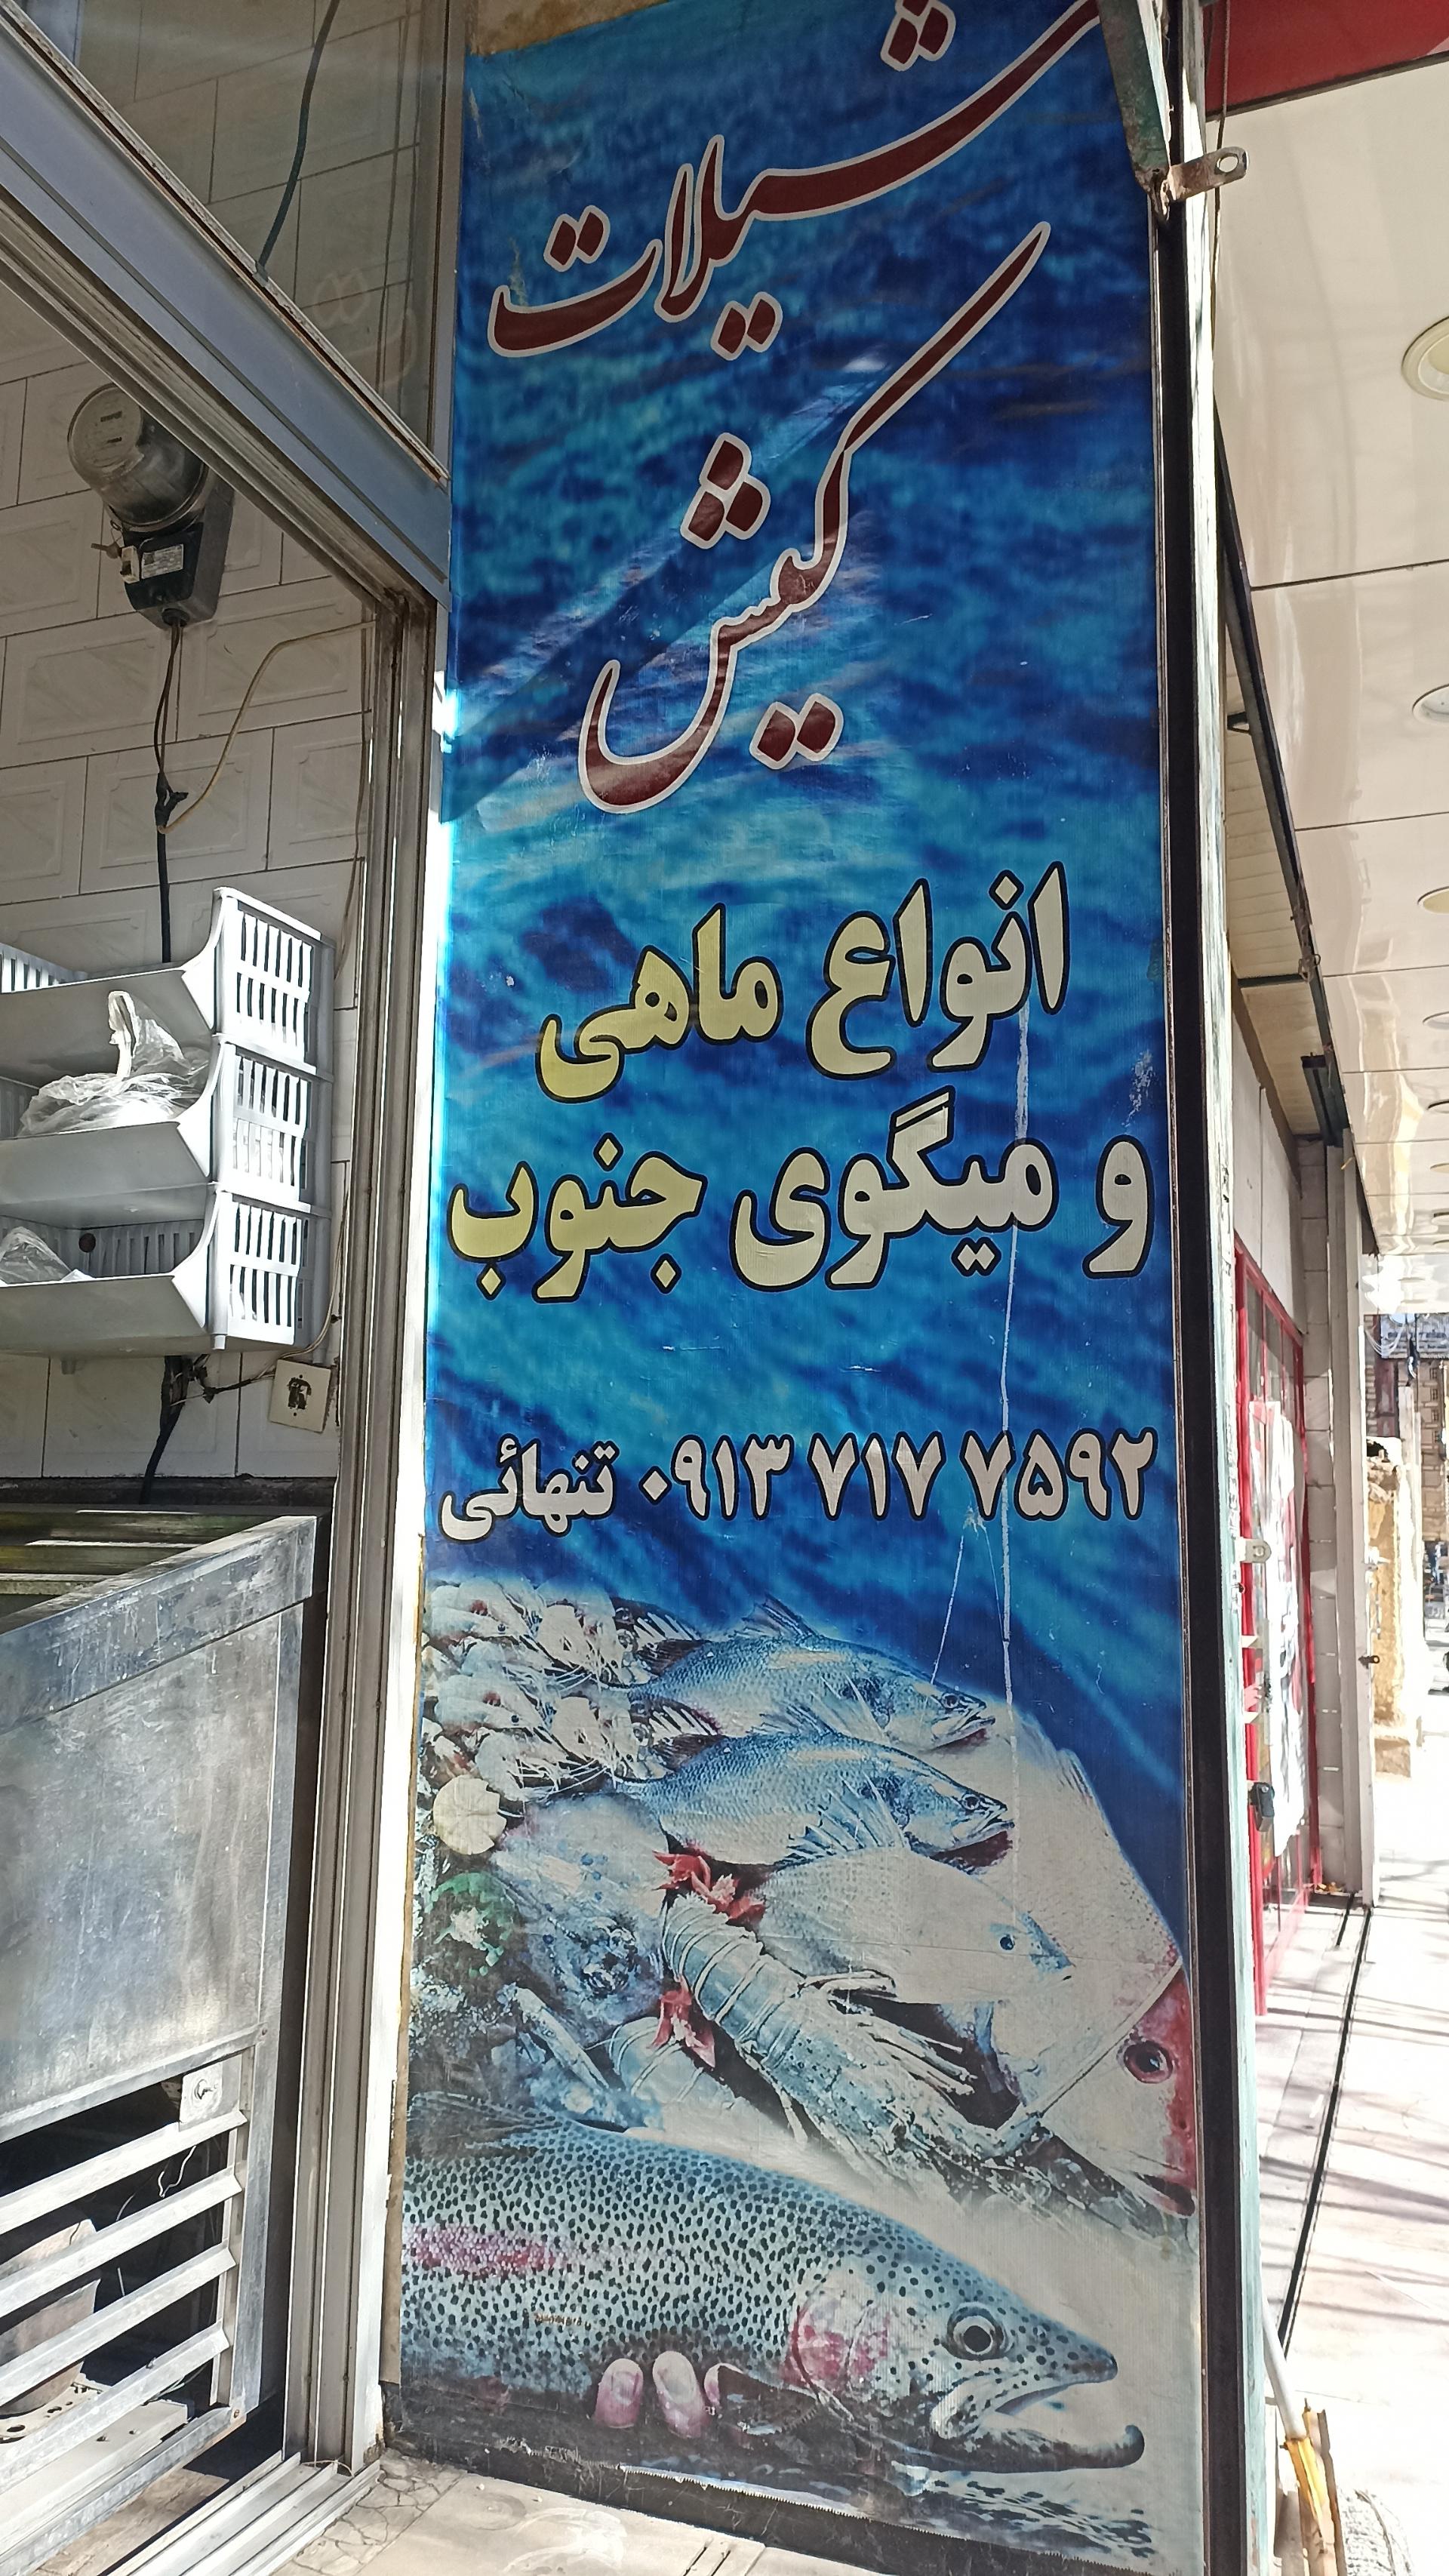 شیلات
کیش
انواع ماهی
و میگوی جنوب
۰۹۱۳ ۷۱۷ ۷۵۹۲ تنهائی